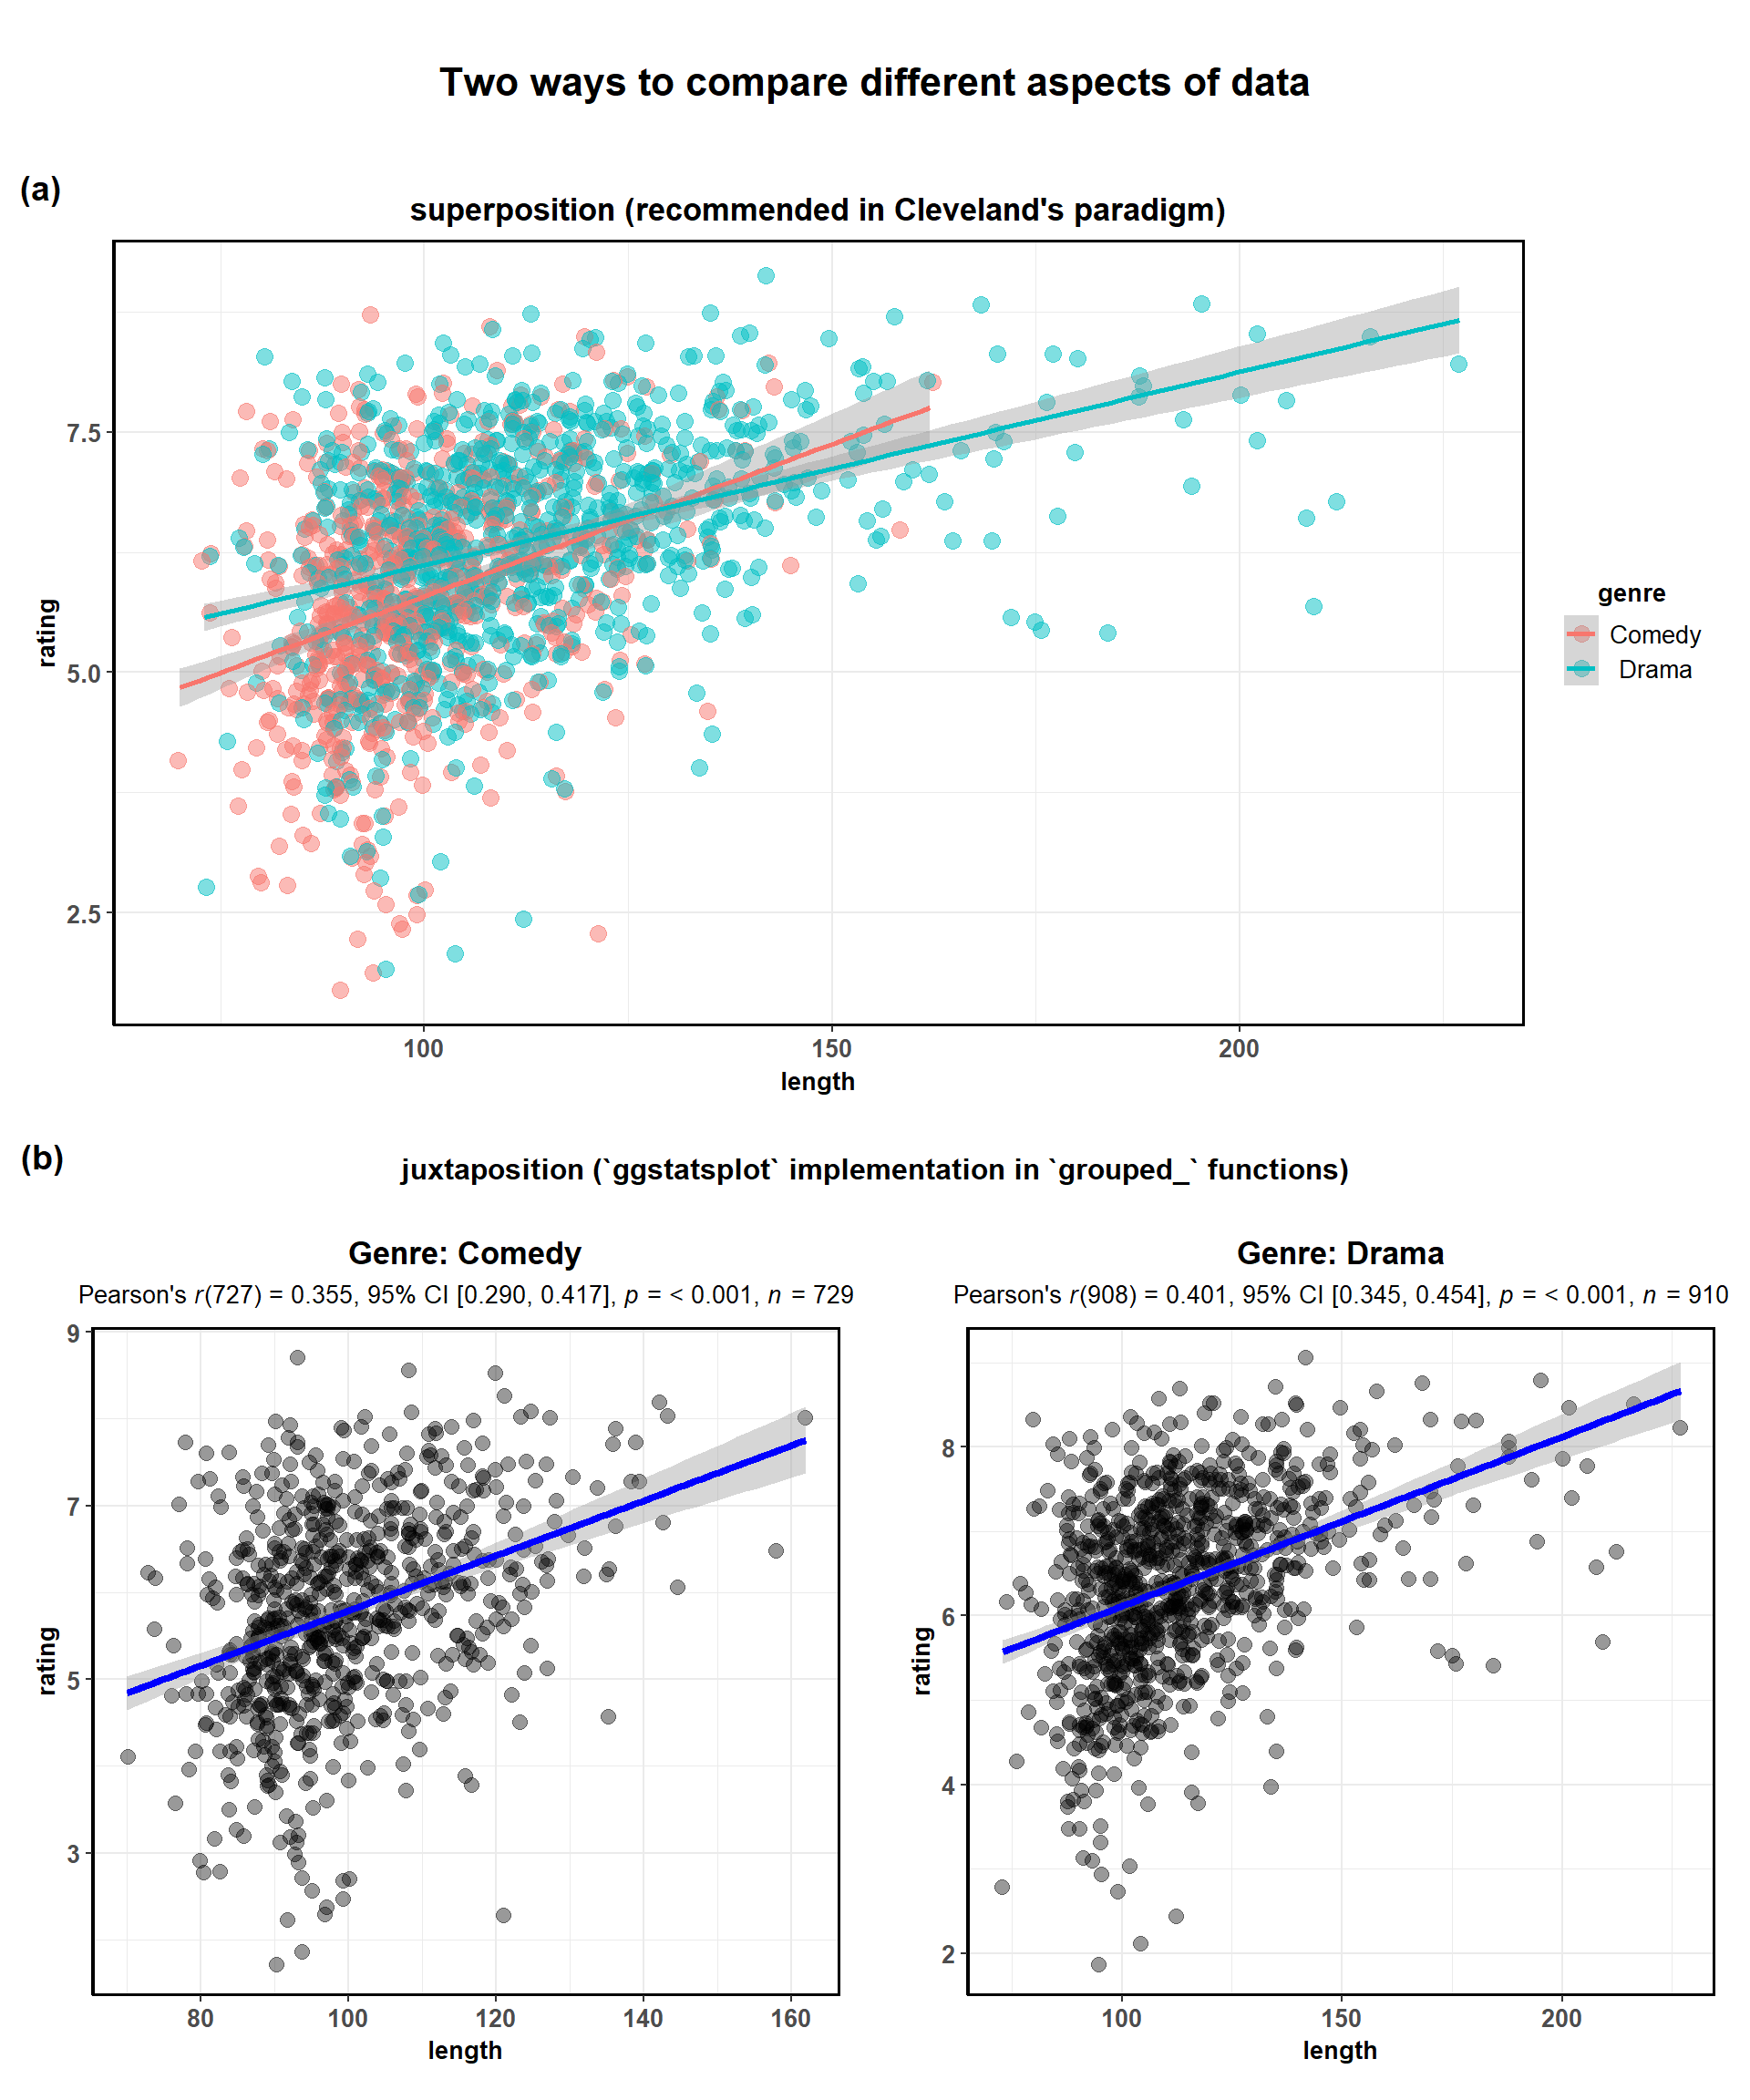 Two ways to compare different aspects of data
(a)
superposition (recommended in Cleveland's paradigm)
rating
7.5
5.0
2.5
100 150 200
length
genre
Comedy
Drama
(b)
juxtaposition (`ggstatsplot` implementation in `grouped_` functions)
Genre: Comedy
Pearson's r(727) = 0.355, 95% CI [0.290, 0.417], p = < 0.001, n = 729
rating
9
7
5
3
80 100 120 140 160
length
Genre: Drama
Pearson's r(908) = 0.401, 95% CI [0.345, 0.454], p = < 0.001, n = 910
rating
8
6
4
2
100 150 200
length